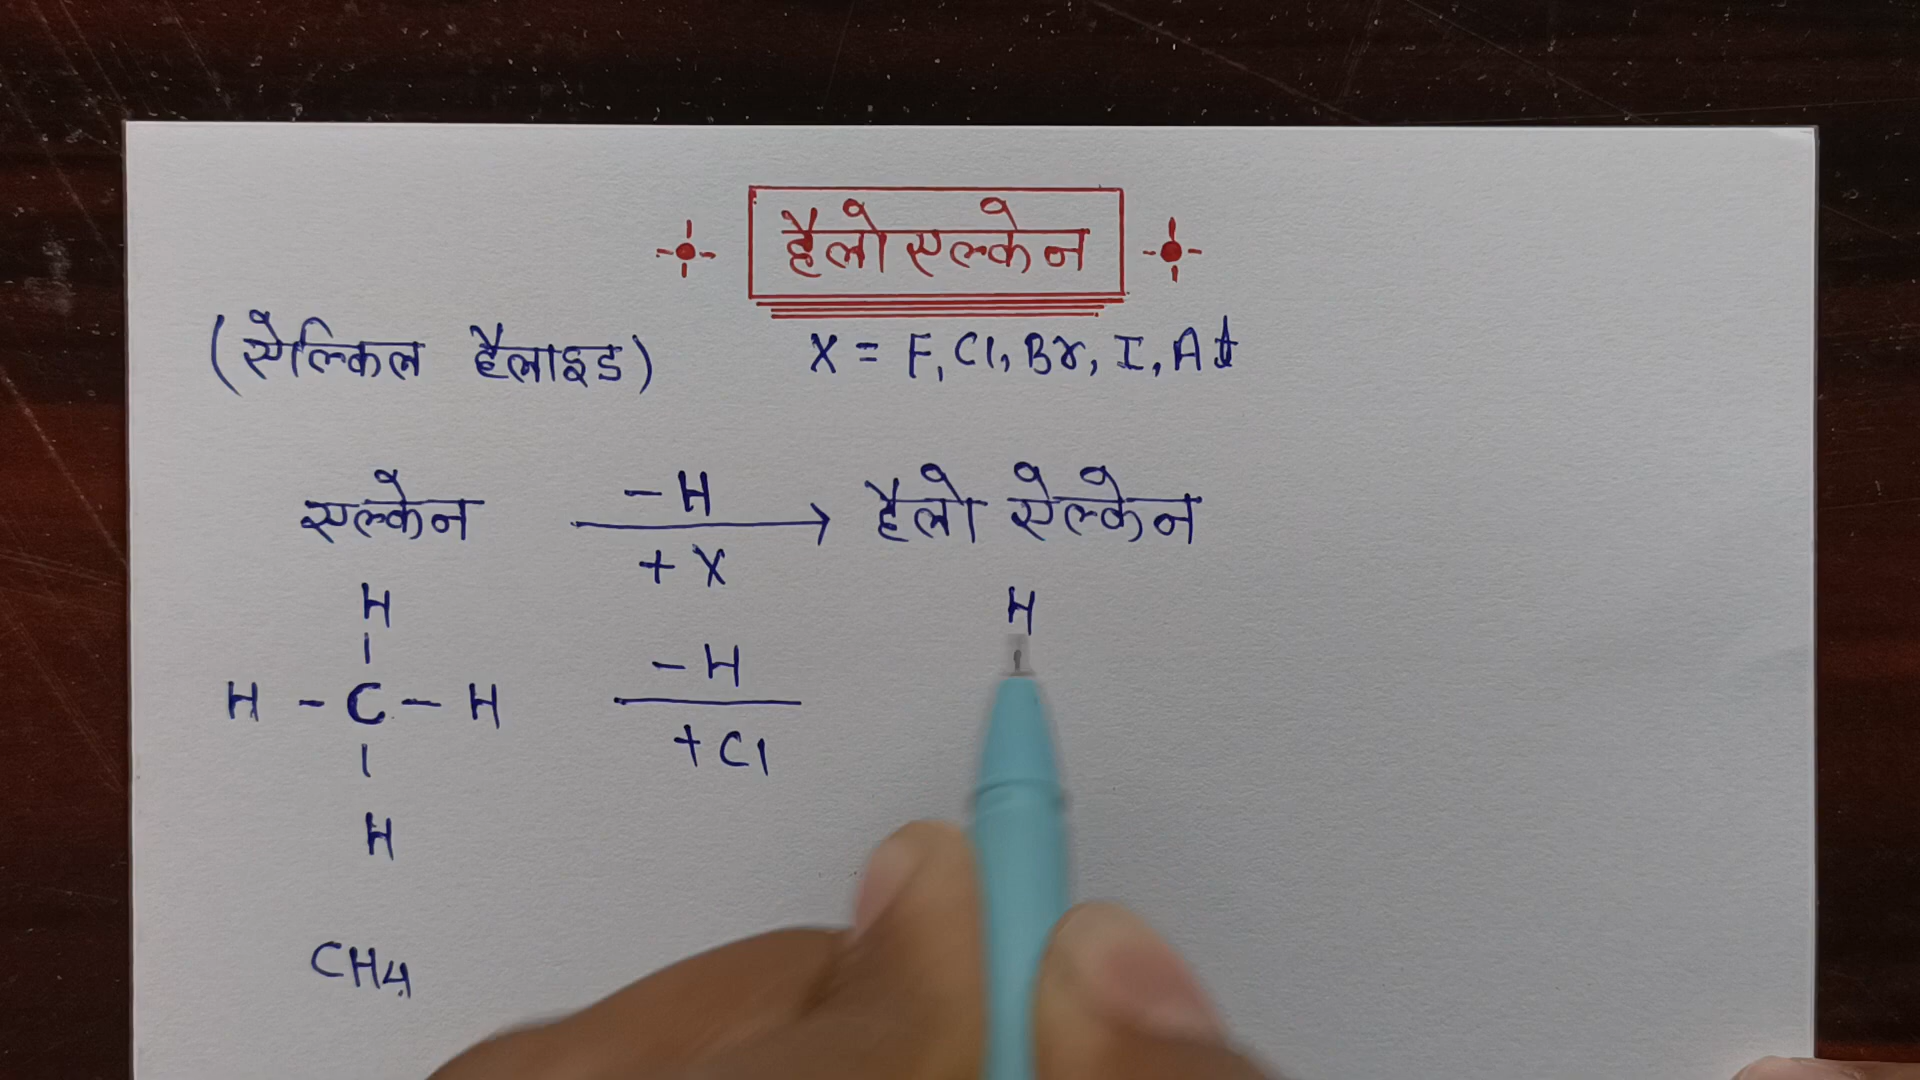 हैलोएल्केन
(ऐल्किल हैलाइड) X = F, Cl, Br, I, At
एल्केन - H + X → हैलो ऐल्केन
H H
|
H - C - H - H + Cl
|
H
CH4